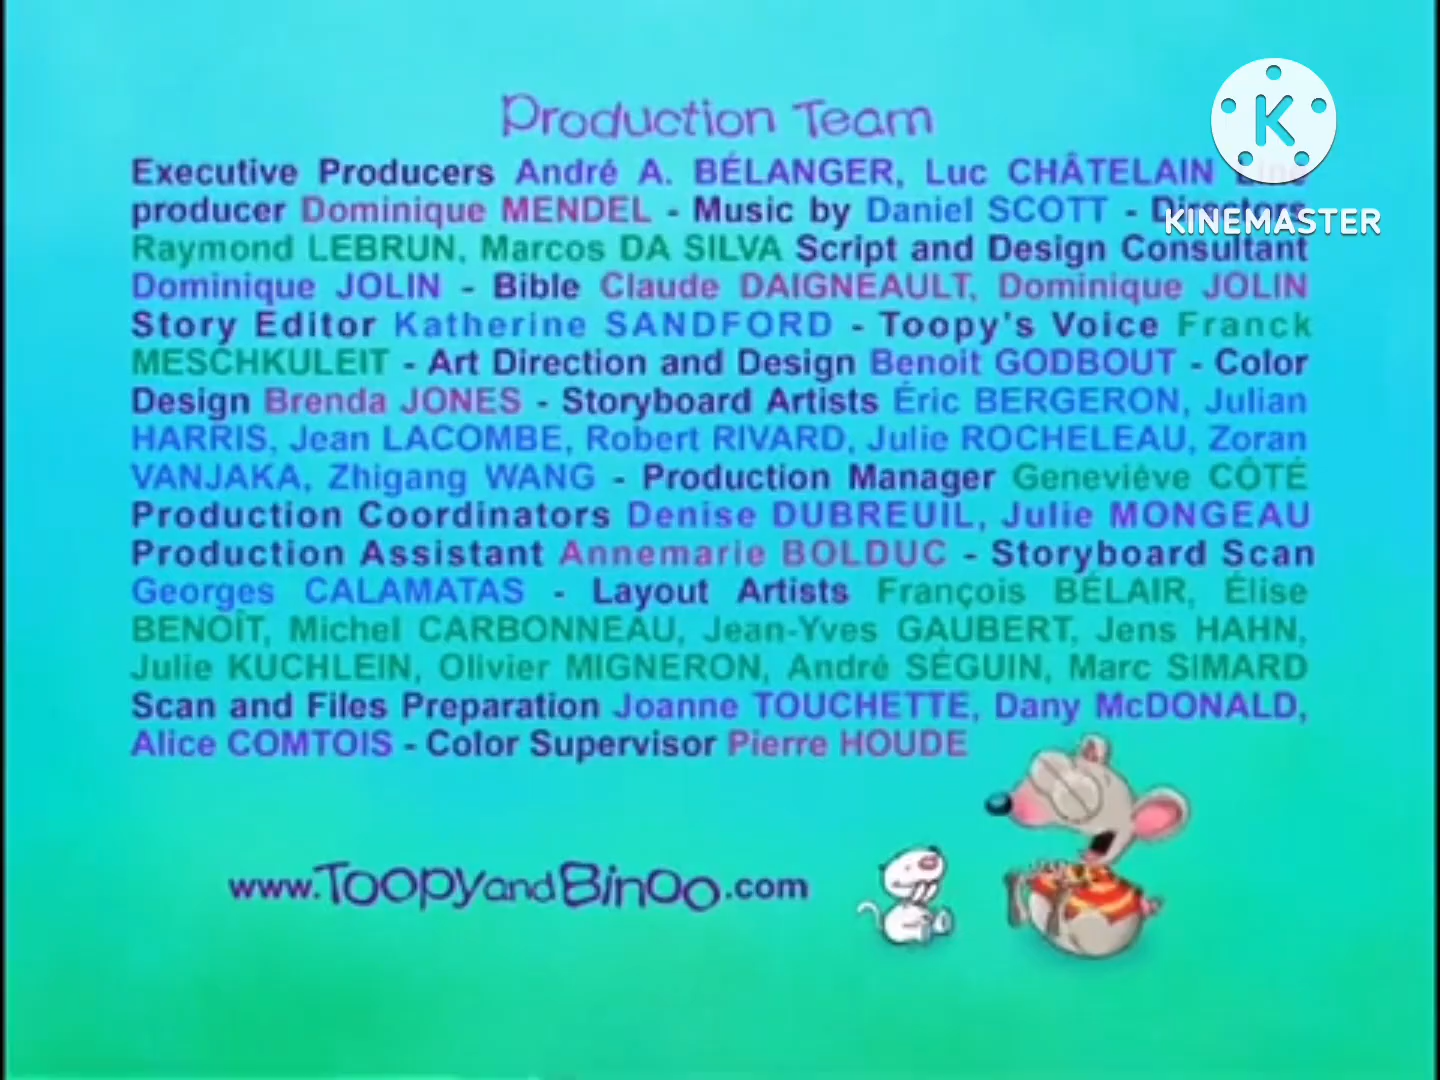 Production Team
Executive Producers André A. BÉLANGER, Luc CHÂTELAIN Line
producer Dominique MENDEL - Music by Daniel SCOTT - Directors
Raymond LEBRUN, Marcos DA SILVA Script and Design Consultant
Dominique JOLIN - Bible Claude DAIGNEAULT, Dominique JOLIN
Story Editor Katherine SANDFORD - Toopy's Voice Franck
MESCHKULEIT - Art Direction and Design Benoit GODBOUT - Color
Design Brenda JONES - Storyboard Artists Éric BERGERON, Julian
HARRIS, Jean LACOMBE, Robert RIVARD, Julie ROCHELEAU, Zoran
VANJAKA, Zhigang WANG - Production Manager Geneviève CÔTÉ
Production Coordinators Denise DUBREUIL, Julie MONGEAU
Production Assistant Annemarie BOLDUC - Storyboard Scan
Georges CALAMATAS - Layout Artists François BÉLAIR, Élise
BENOÎT, Michel CARBONNEAU, Jean-Yves GAUBERT, Jens HAHN,
Julie KUCHLEIN, Olivier MIGNERON, André SÉGUIN, Marc SIMARD
Scan and Files Preparation Joanne TOUCHETTE, Dany McDONALD,
Alice COMTOIS - Color Supervisor Pierre HOUDE
www.ToopyandBinoo.com
K
KINEMASTER